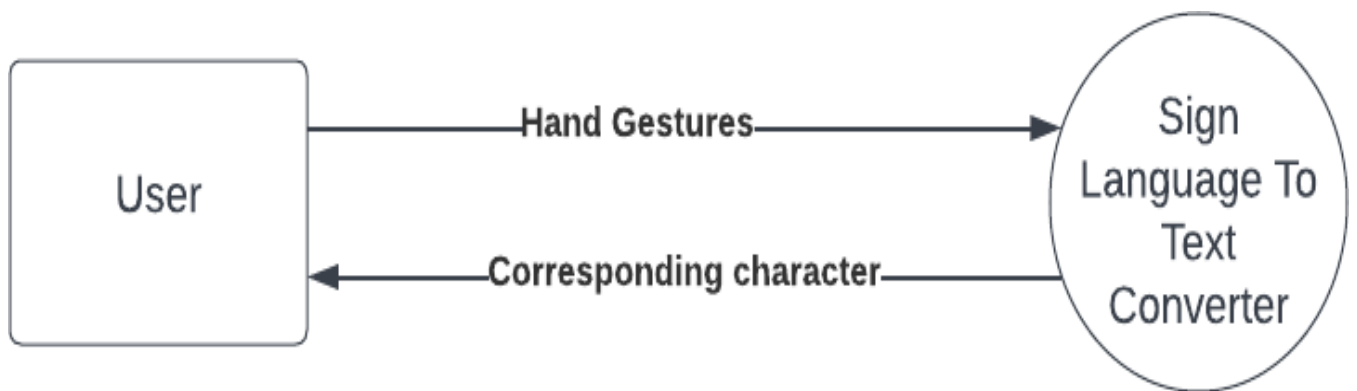 User
Hand Gestures
Corresponding character
Sign
Language To
Text
Converter